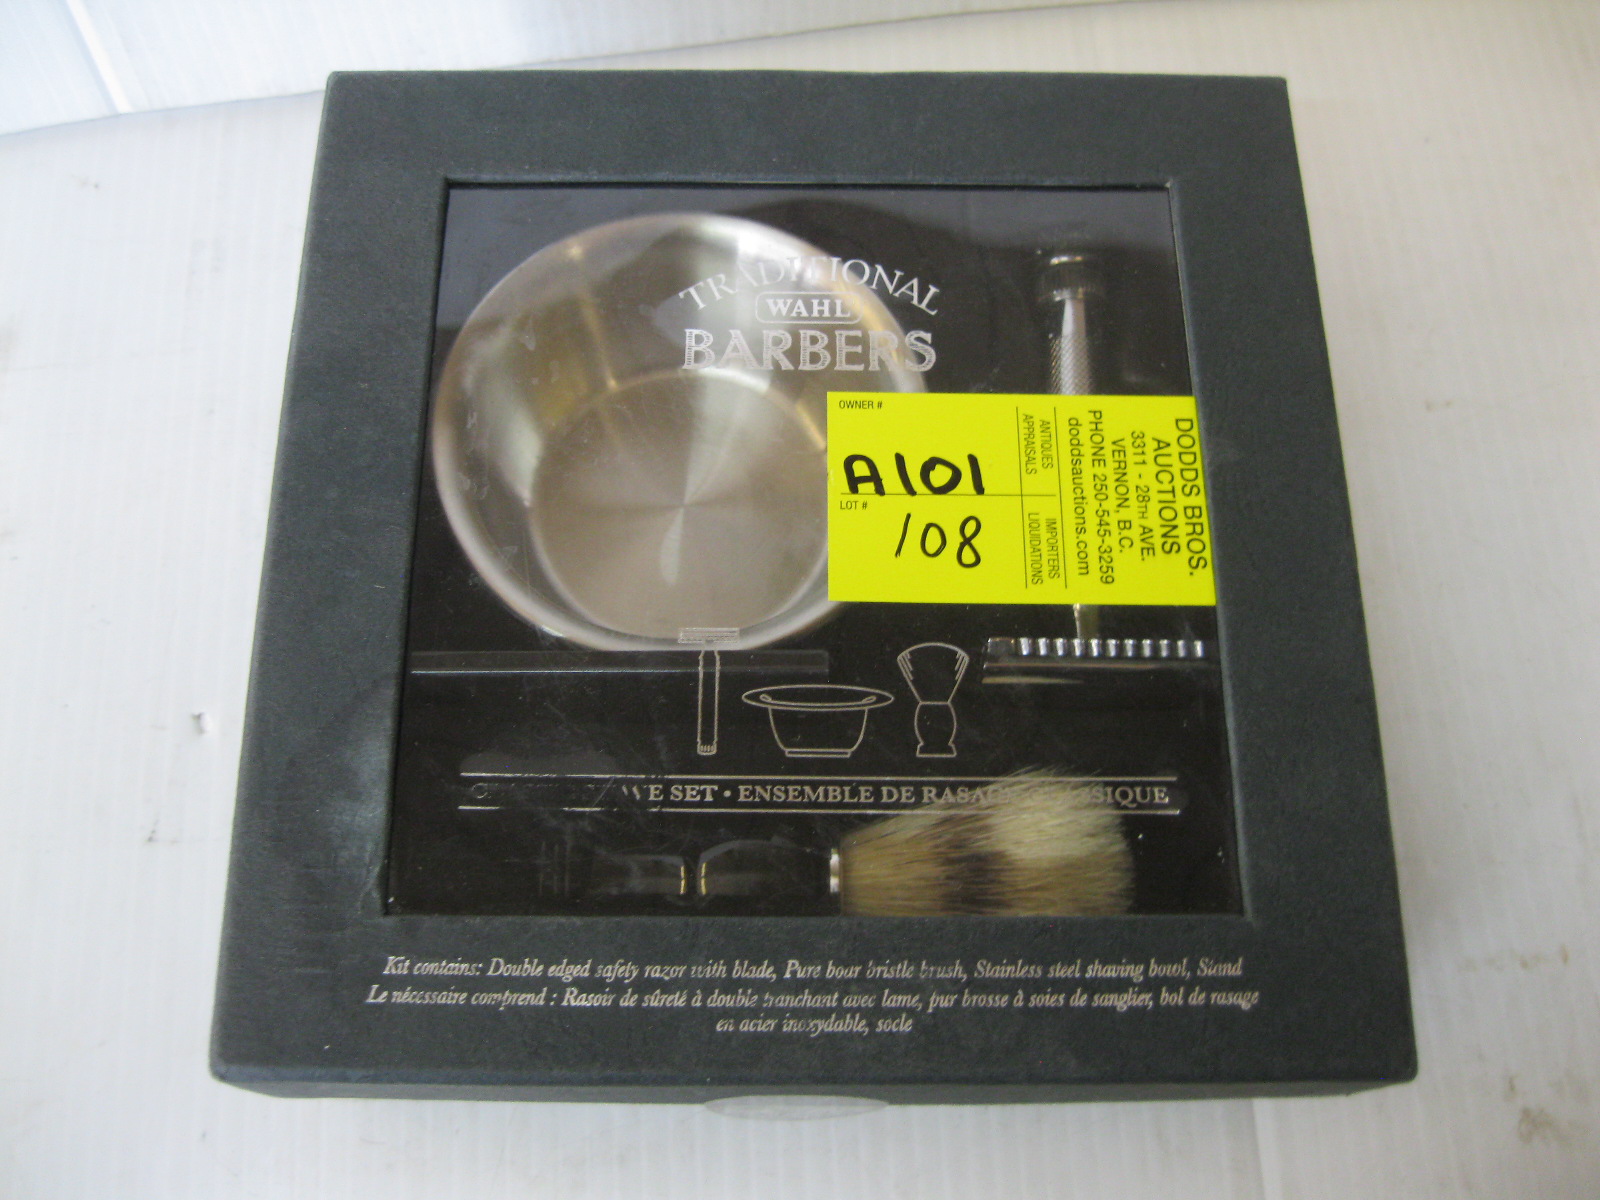 TRADITIONAL
WAHL
BARBERS
OWNER #
A101
LOT #
108
ANTIQUES
APPRAISALS
IMPORTERS
LIQUIDATIONS
DODDS BROS.
AUCTIONS
3311 - 28TH AVE.
VERNON, B.C.
PHONE 250-545-3259
doddsauctions.com
SET • ENSEMBLE DE RASAGE CLASSIQUE
Kit contains: Double edged safety razor with blade, Pure boar bristle brush, Stainless steel shaving bowl, Stand
Le nécessaire comprend : Rasoir de sûreté à double tranchant avec lame, pur brosse à soies de sanglier, bol de rasage
en acier inoxydable, socle